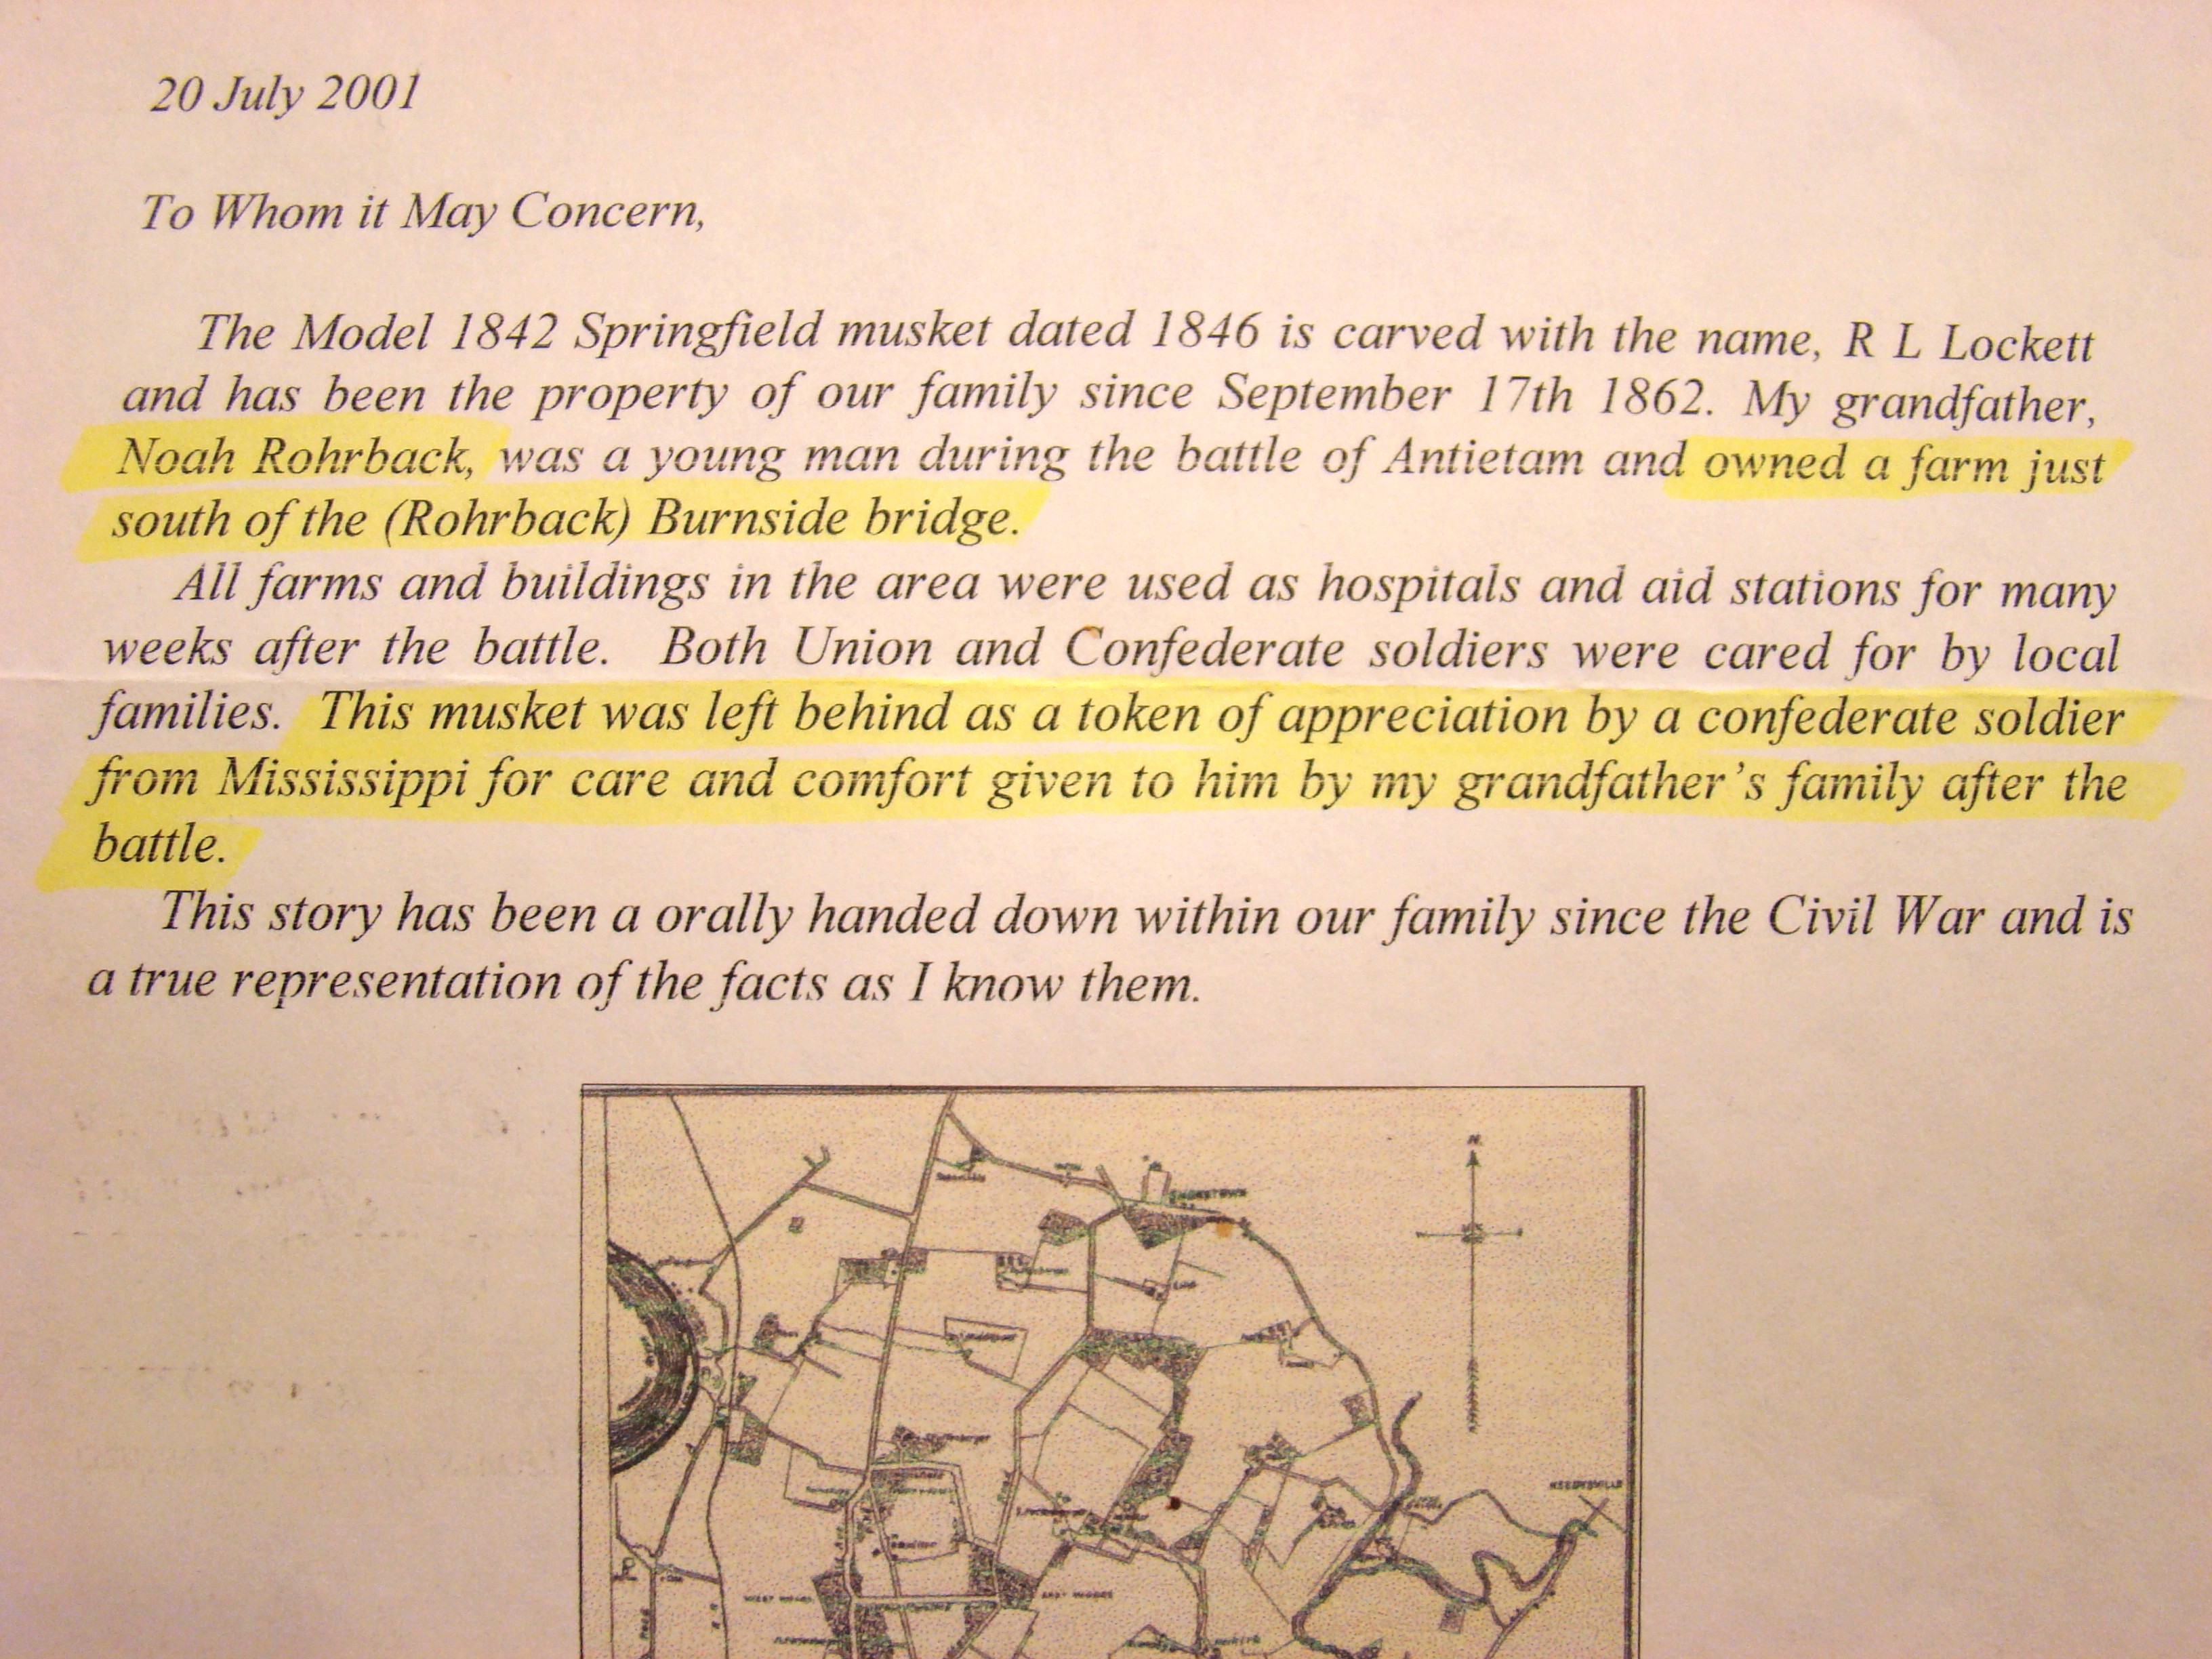 20 July 2001
To Whom it May Concern,
The Model 1842 Springfield musket dated 1846 is carved with the name, R L Lockett
and has been the property of our family since September 17th 1862. My grandfather,
Noah Rohrback, was a young man during the battle of Antietam and owned a farm just
south of the (Rohrback) Burnside bridge.
All farms and buildings in the area were used as hospitals and aid stations for many
weeks after the battle. Both Union and Confederate soldiers were cared for by local
families. This musket was left behind as a token of appreciation by a confederate soldier
from Mississippi for care and comfort given to him by my grandfather's family after the
battle.
This story has been a orally handed down within our family since the Civil War and is
a true representation of the facts as I know them.
N.
SMOKETOWN
KEEDYSVILLE
WEST WOODS
EAST WOODS